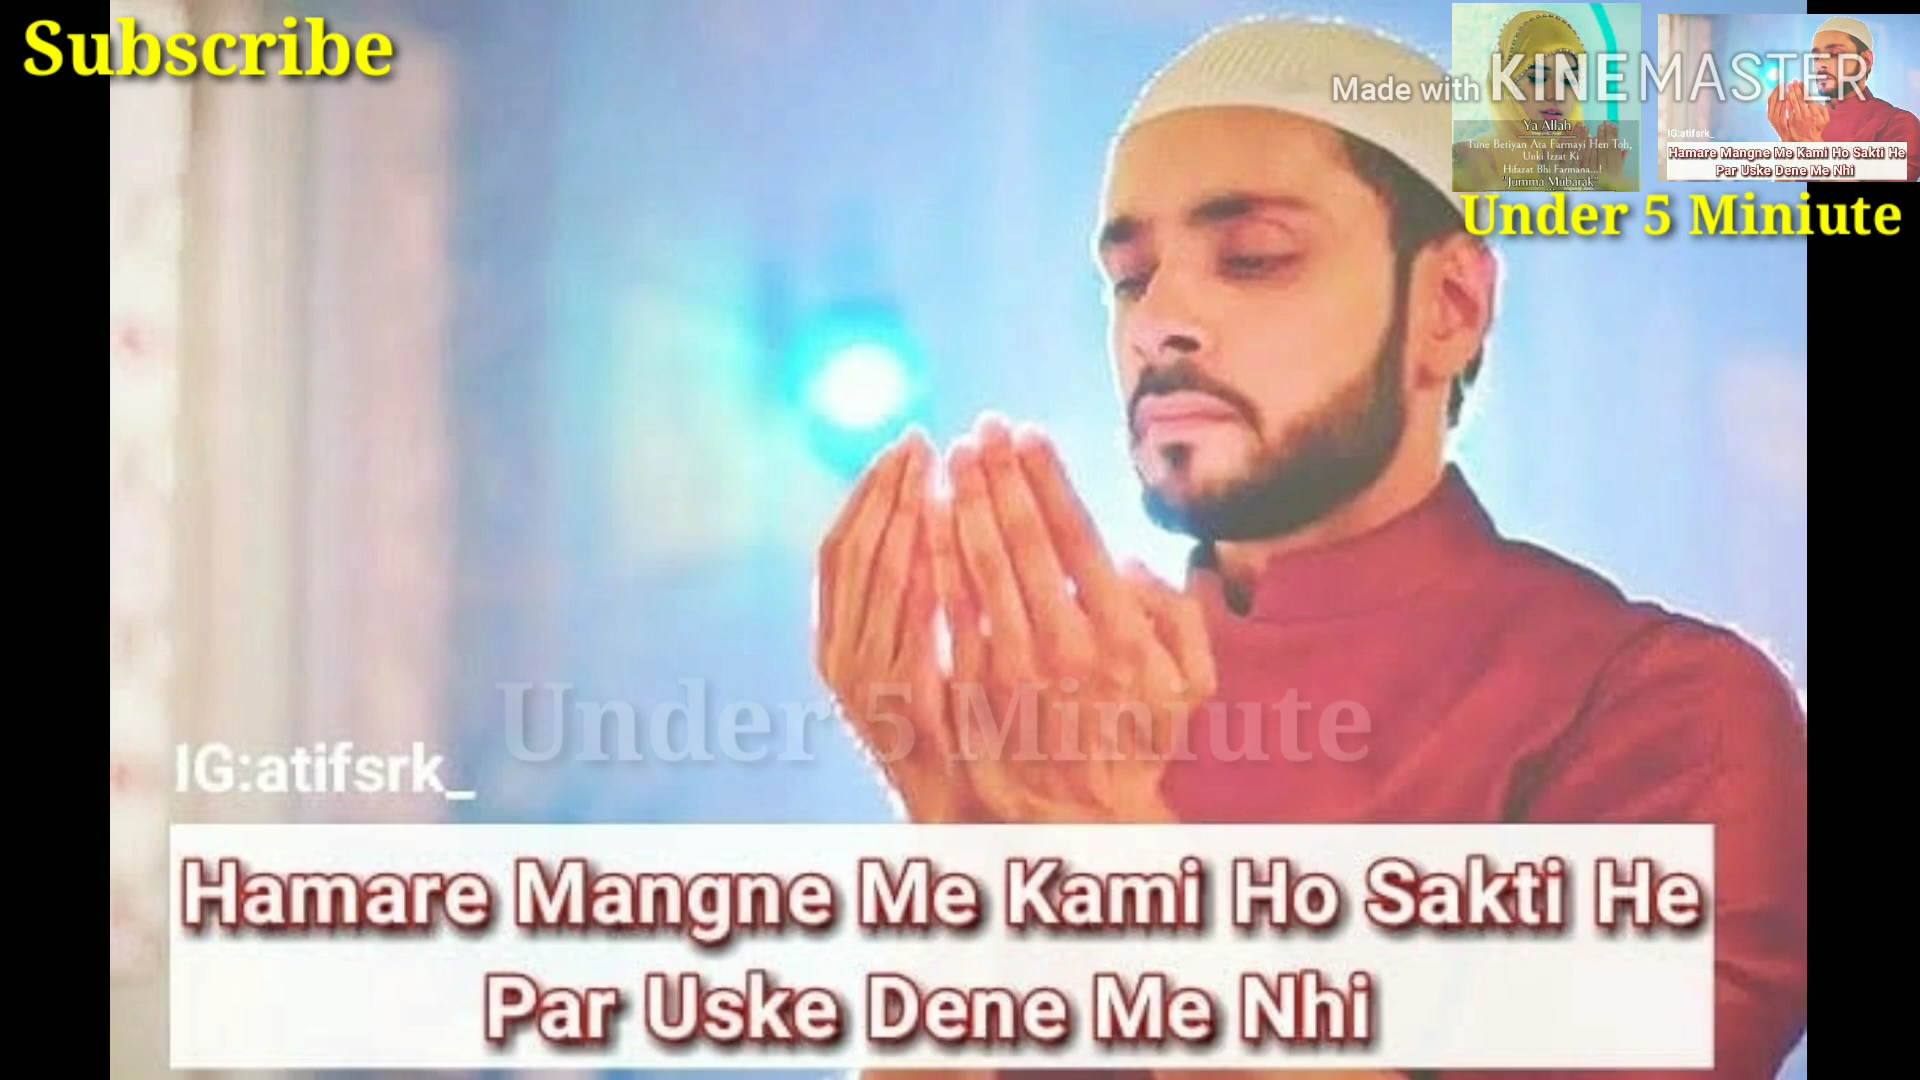 Subscribe
Made with KINEMASTER
Ya Allah
Tune Betiyan Ata Farmayi Hen Toh,
Unki Izzat Ki
Hifazat Bhi Farmana...!
"Jumma Mubarak"
IG:atifsrk_
Hamare Mangne Me Kami Ho Sakti He
Par Uske Dene Me Nhi
Under 5 Miniute
Under 5 Miniute
IG:atifsrk_
Hamare Mangne Me Kami Ho Sakti He
Par Uske Dene Me Nhi